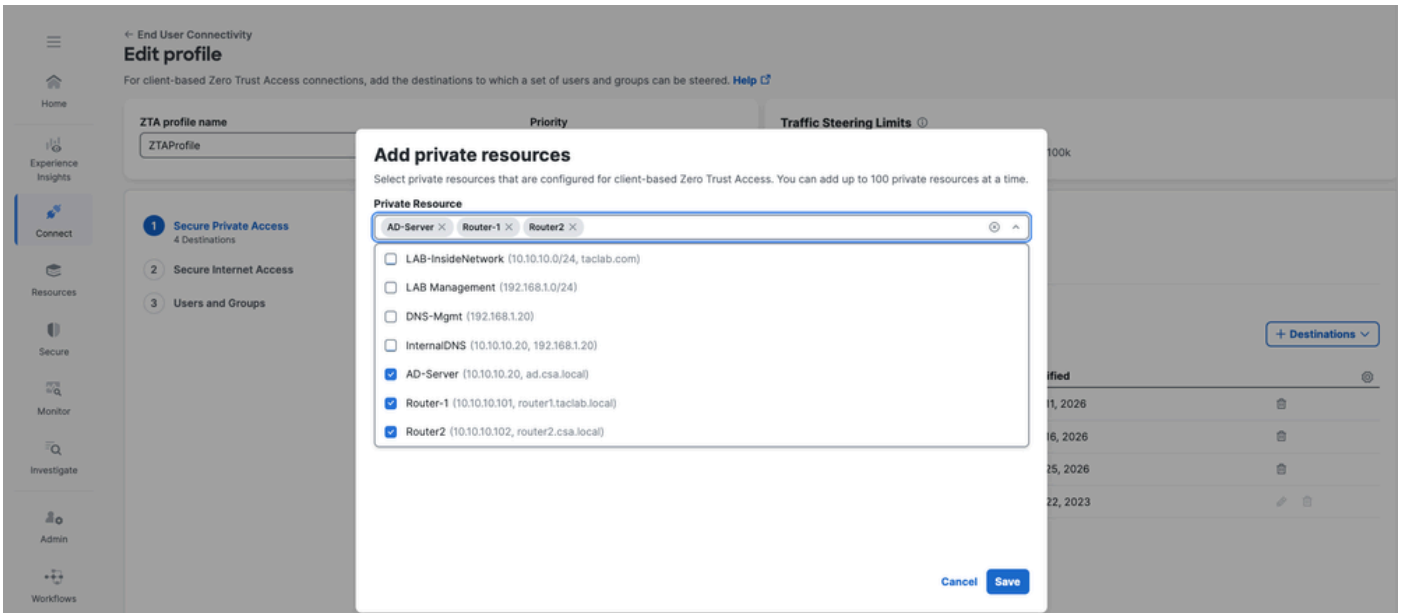 ← End User Connectivity
Edit profile
For client-based Zero Trust Access connections, add the destinations to which a set of users and groups can be steered. Help
Home
Experience
Insights
Connect
Resources
Secure
Monitor
Investigate
Admin
Workflows
ZTA profile name
Priority
Traffic Steering Limits
ZTAProfile
100k
1 Secure Private Access
4 Destinations
2 Secure Internet Access
3 Users and Groups
Add private resources
Select private resources that are configured for client-based Zero Trust Access. You can add up to 100 private resources at a time.
Private Resource
AD-Server × Router-1 × Router2 ×
LAB-InsideNetwork (10.10.10.0/24, taclab.com)
LAB Management (192.168.1.0/24)
DNS-Mgmt (192.168.1.20)
InternalDNS (10.10.10.20, 192.168.1.20)
AD-Server (10.10.10.20, ad.csa.local)
Router-1 (10.10.10.101, router1.taclab.local)
Router2 (10.10.10.102, router2.csa.local)
Cancel Save
+ Destinations
ified
11, 2026
16, 2026
25, 2026
22, 2023